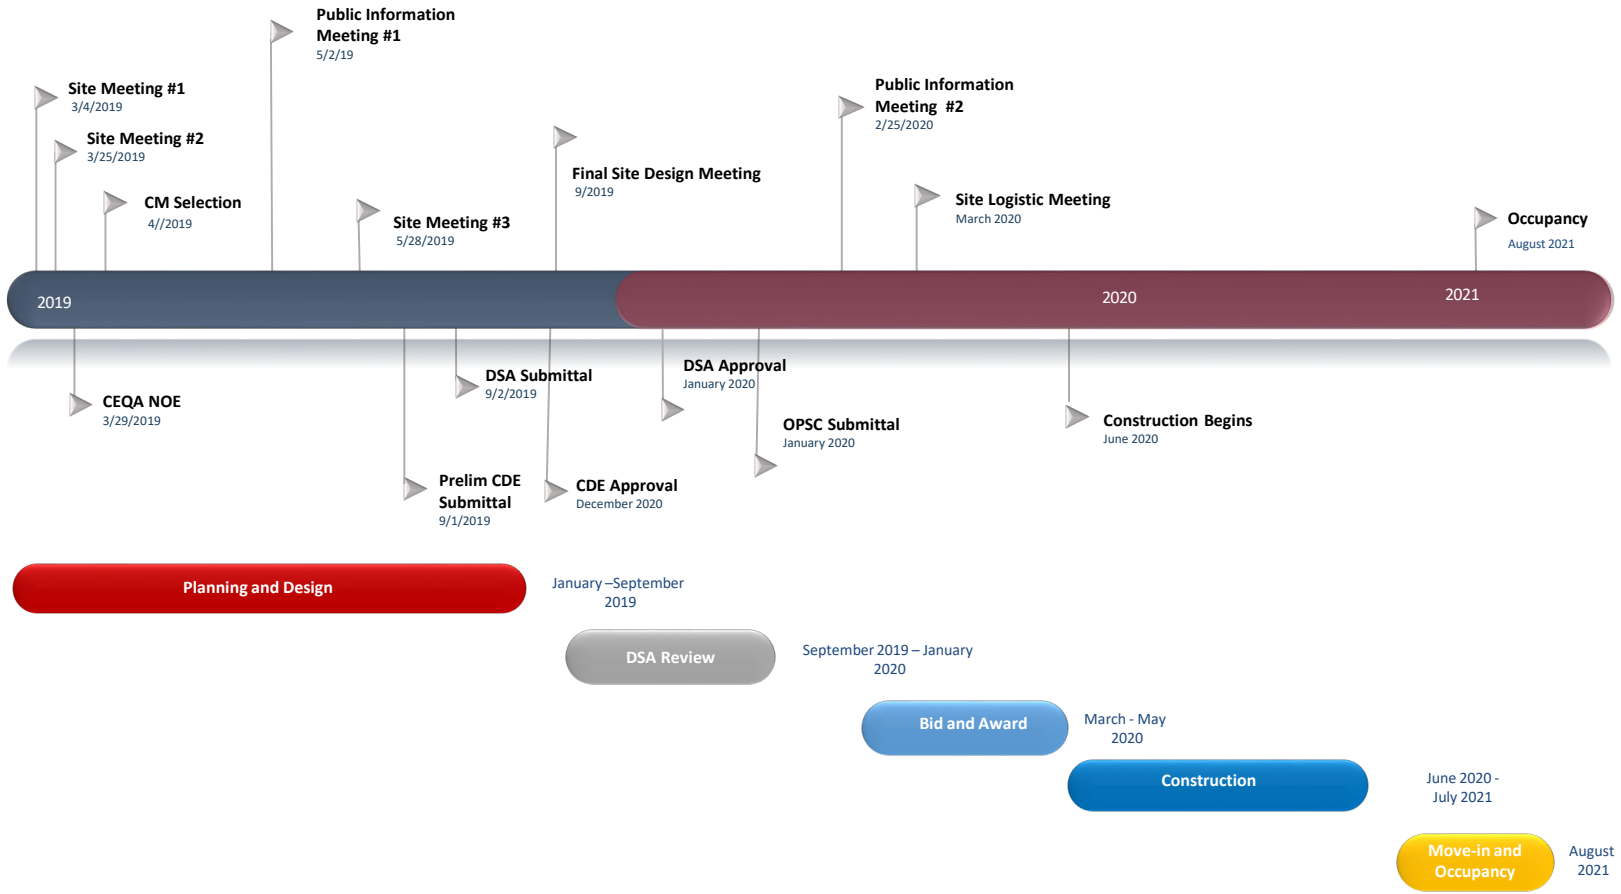 Public Information
Meeting #1
5/2/19
Site Meeting #1
3/4/2019
Public Information
Meeting  #2
2/25/2020
Site Meeting #2
3/25/2019
Final Site Design Meeting
9/2019
CM Selection
4//2019
Site Logistic Meeting
March 2020
Site Meeting #3
5/28/2019
Occupancy
August 2021
2019
2020
2021
DSA Approval
January 2020
DSA Submittal
9/2/2019
CEQA NOE
3/29/2019
OPSC Submittal
January 2020
Construction Begins
June 2020
Prelim CDE
Submittal
9/1/2019
CDE Approval
December 2020
Planning and Design
January –September
2019
DSA Review
September 2019 – January
2020
Bid and Award
March - May
2020
Construction
June 2020 -
July 2021
Move-in and
Occupancy
August
2021